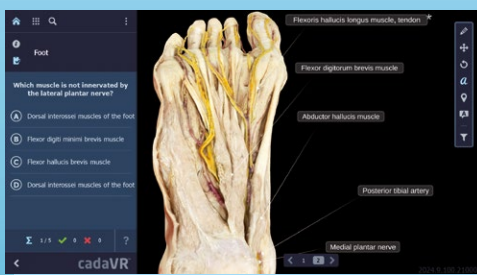 Foot
Which muscle is not innervated by
the lateral plantar nerve?
A Dorsal interossei muscles of the foot
B Flexor digiti minimi brevis muscle
C Flexor hallucis brevis muscle
D Dorsal interossei muscles of the foot
Σ 1/5 0 0 ?
cadaVR
Flexoris hallucis longus muscle, tendon *
Flexor digitorum brevis muscle
Abductor hallucis muscle
Posterior tibial artery
Medial plantar nerve
1 2
a